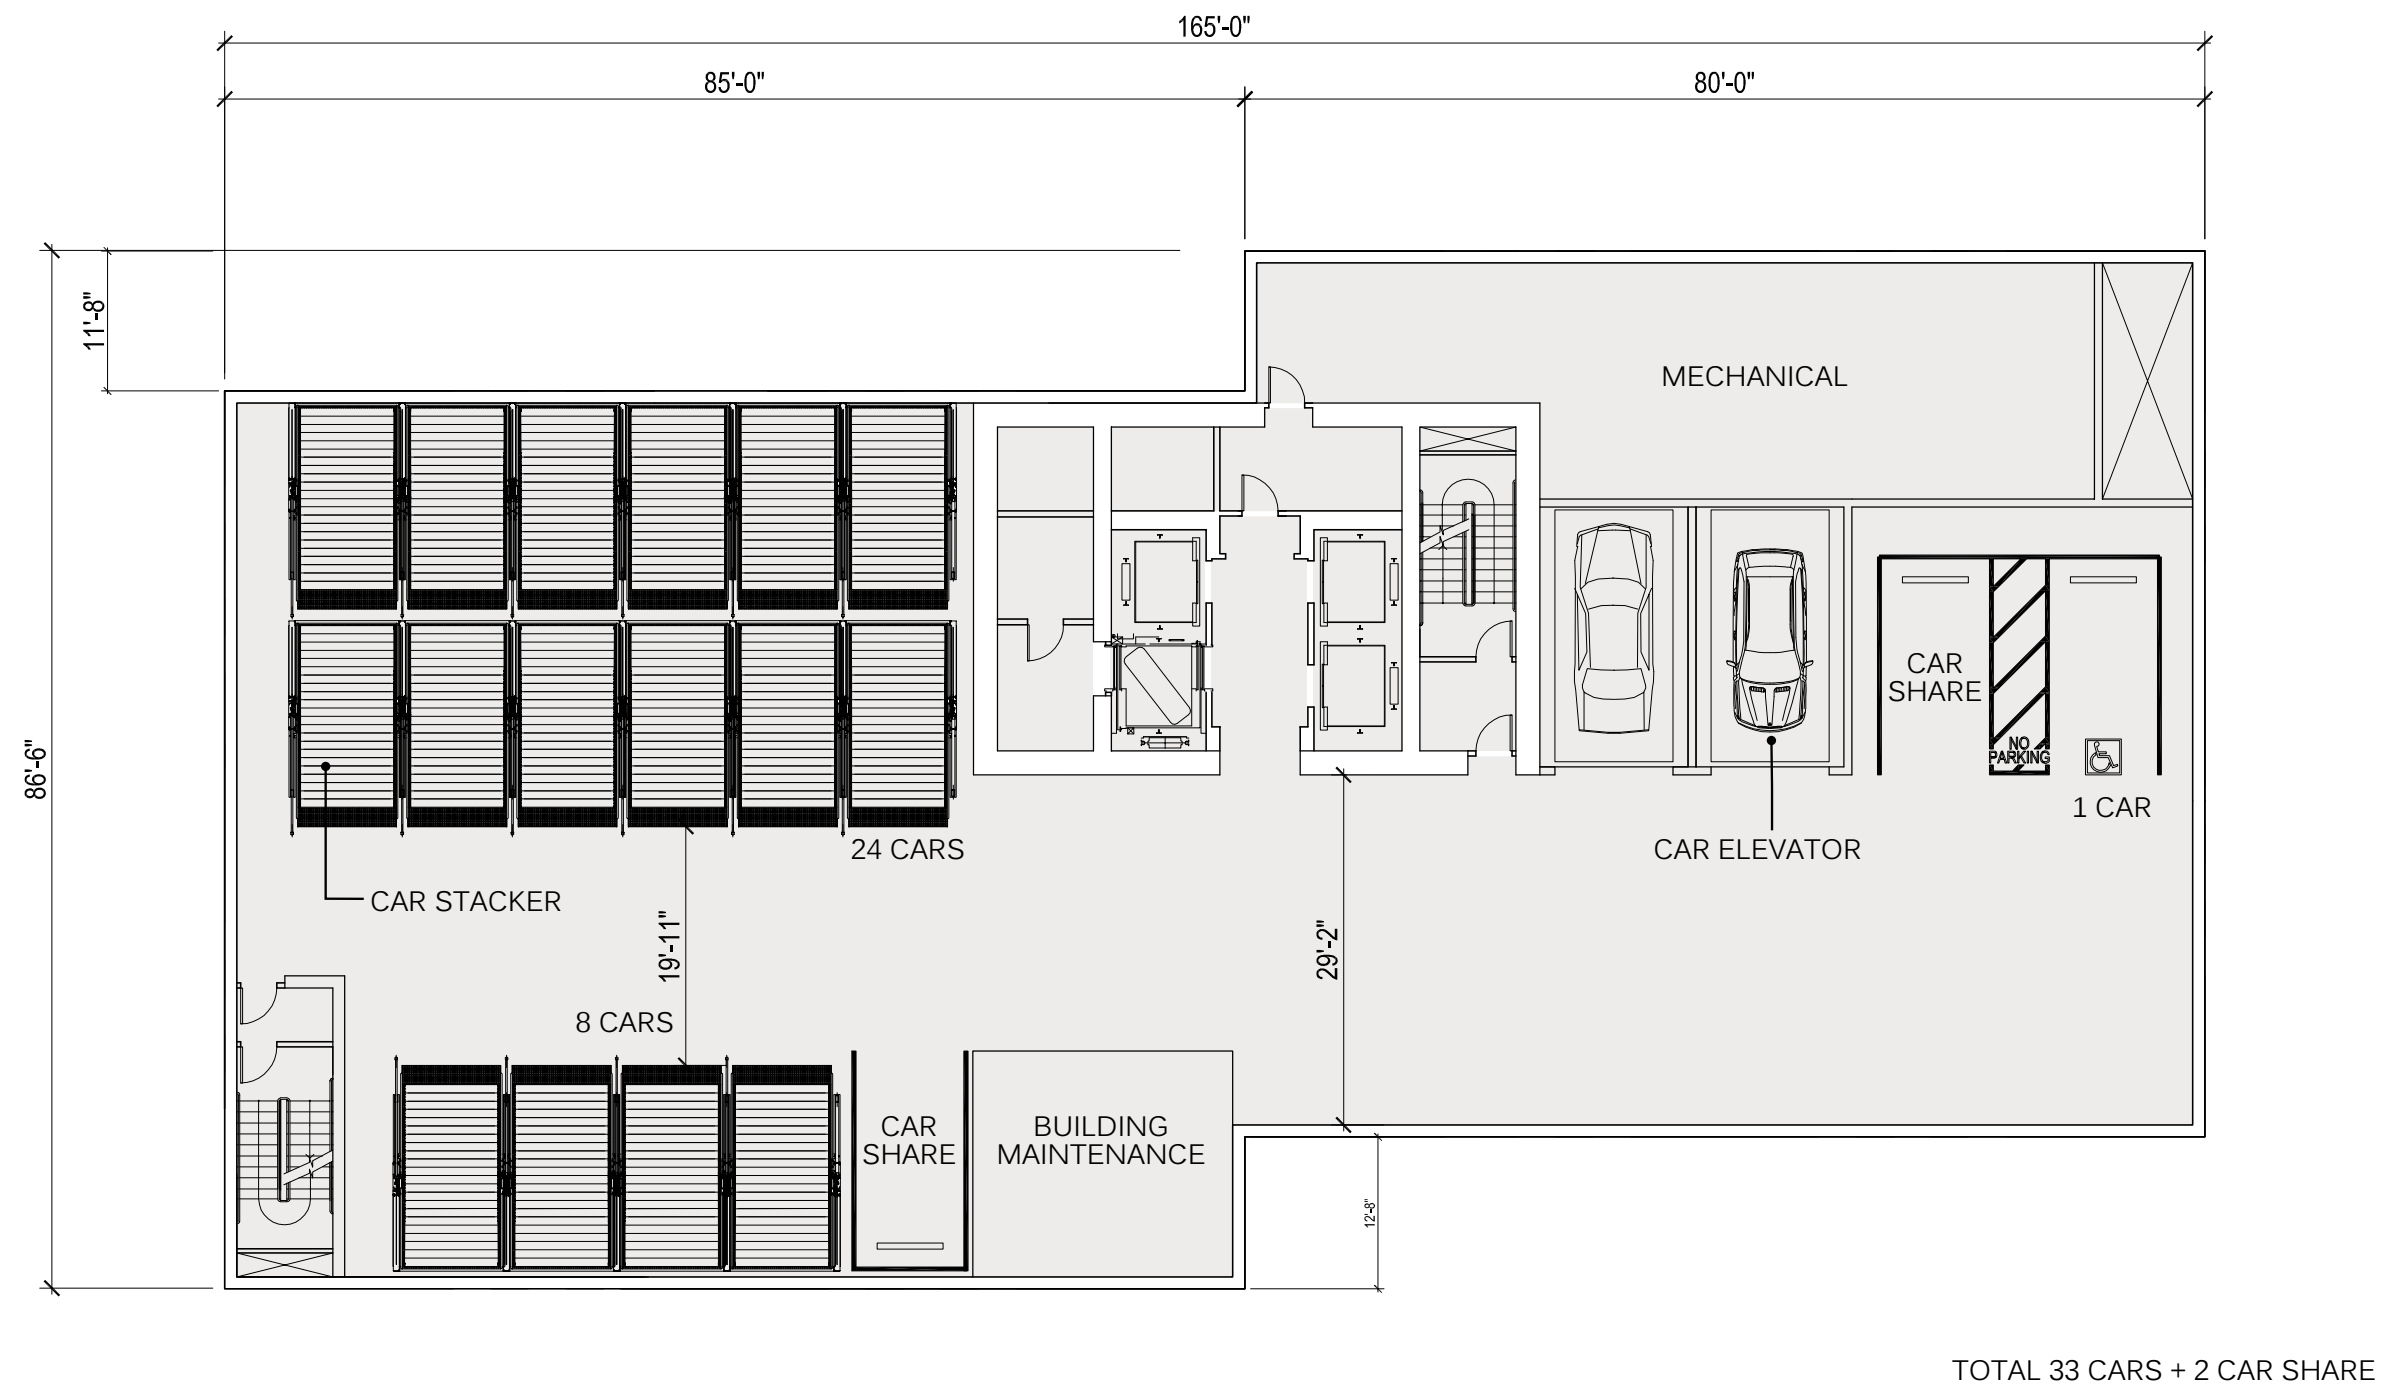 165'-0"
85'-0"
80'-0"
11'-8"
86'-6"
MECHANICAL
CAR
SHARE
NO
PARKING
1 CAR
24 CARS
CAR ELEVATOR
CAR STACKER
19'-11"
29'-2"
8 CARS
CAR
SHARE
BUILDING
MAINTENANCE
12'-8"
TOTAL 33 CARS + 2 CAR SHARE